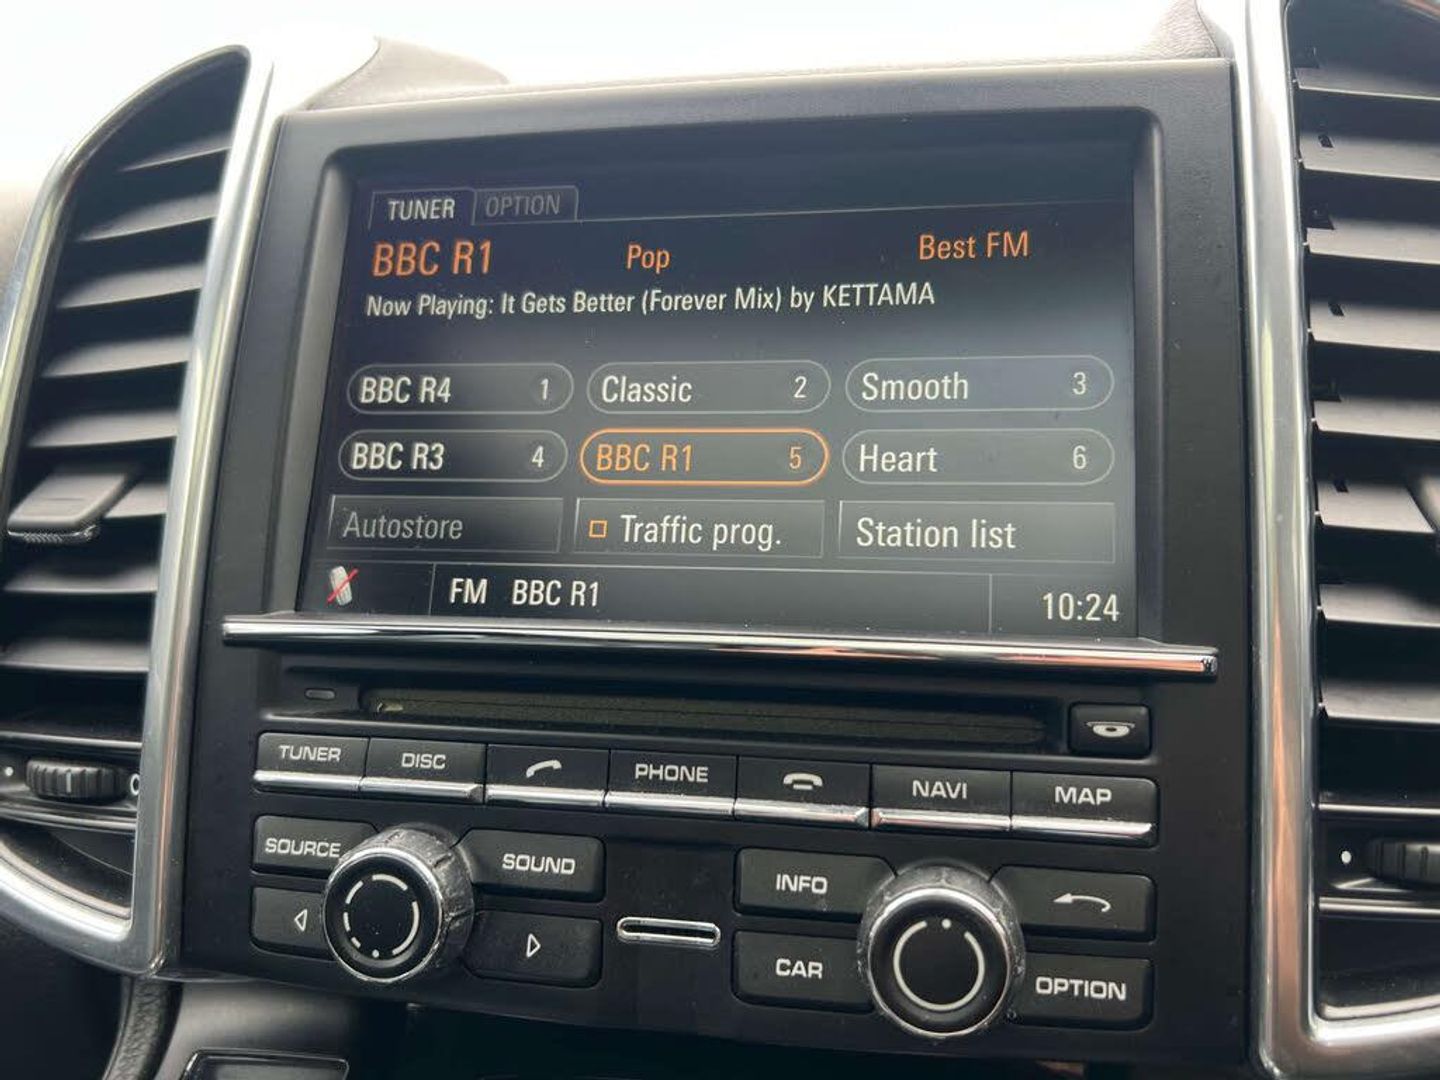 TUNER OPTION
BBC R1 Pop Best FM
Now Playing: It Gets Better (Forever Mix) by KETTAMA
BBC R4 1 Classic 2 Smooth 3
BBC R3 4 BBC R1 5 Heart 6
Autostore Traffic prog. Station list
FM BBC R1 10:24
TUNER DISC PHONE NAVI MAP
SOURCE SOUND INFO
CAR OPTION